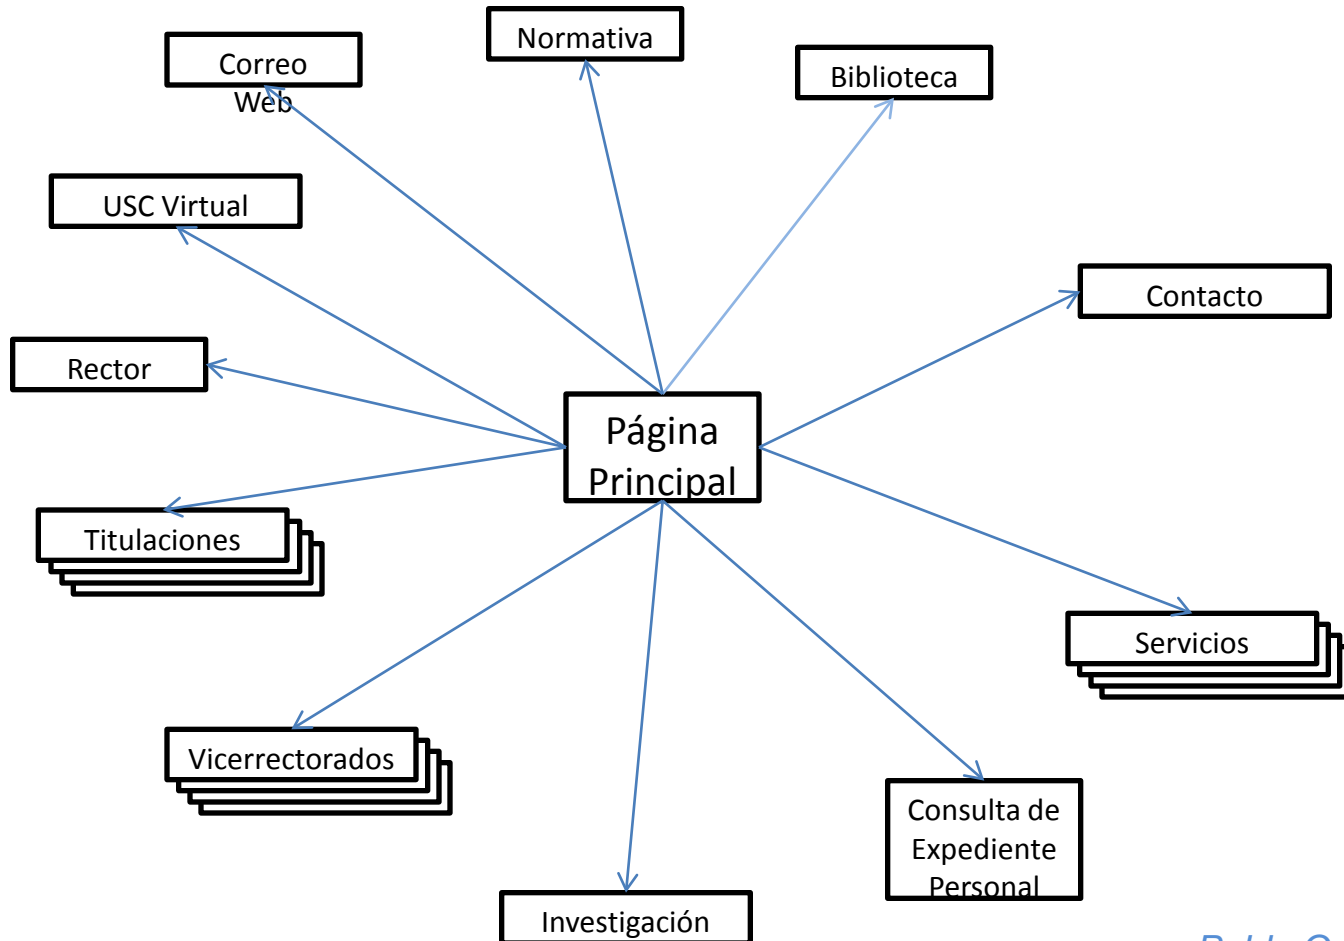 Normativa
Correo
Web
Biblioteca
USC Virtual
Contacto
Rector
Página
Principal
Titulaciones
Servicios
Vicerrectorados
Consulta de
Expediente
Personal
Investigación